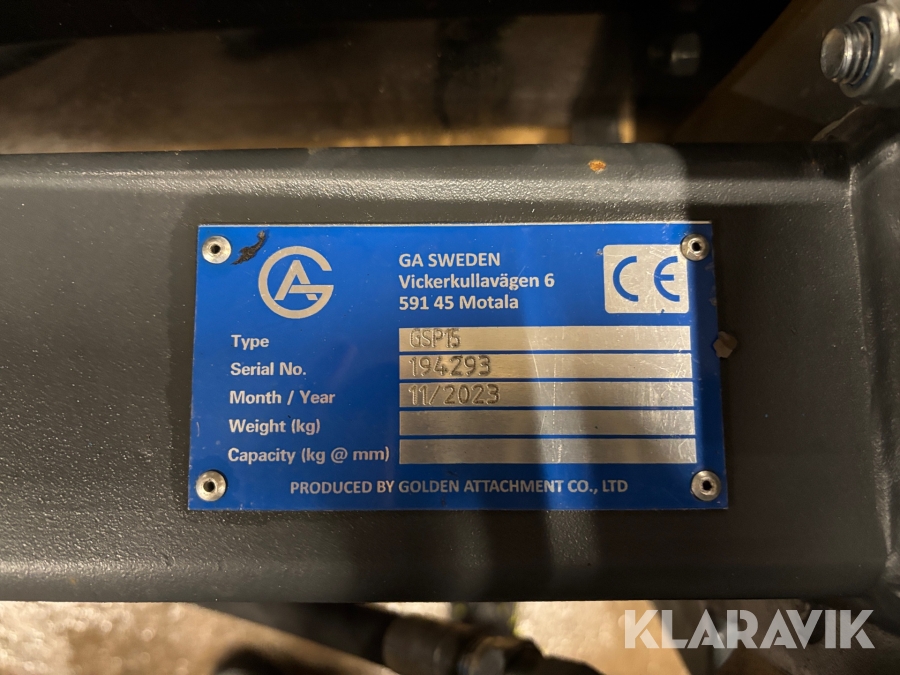 GA
GA SWEDEN
Vickerkullavägen 6
591 45 Motala
CE
Type GSP15
Serial No. 194293
Month / Year 11/2023
Weight (kg)
Capacity (kg @ mm)
PRODUCED BY GOLDEN ATTACHMENT CO., LTD
KLARAVIK